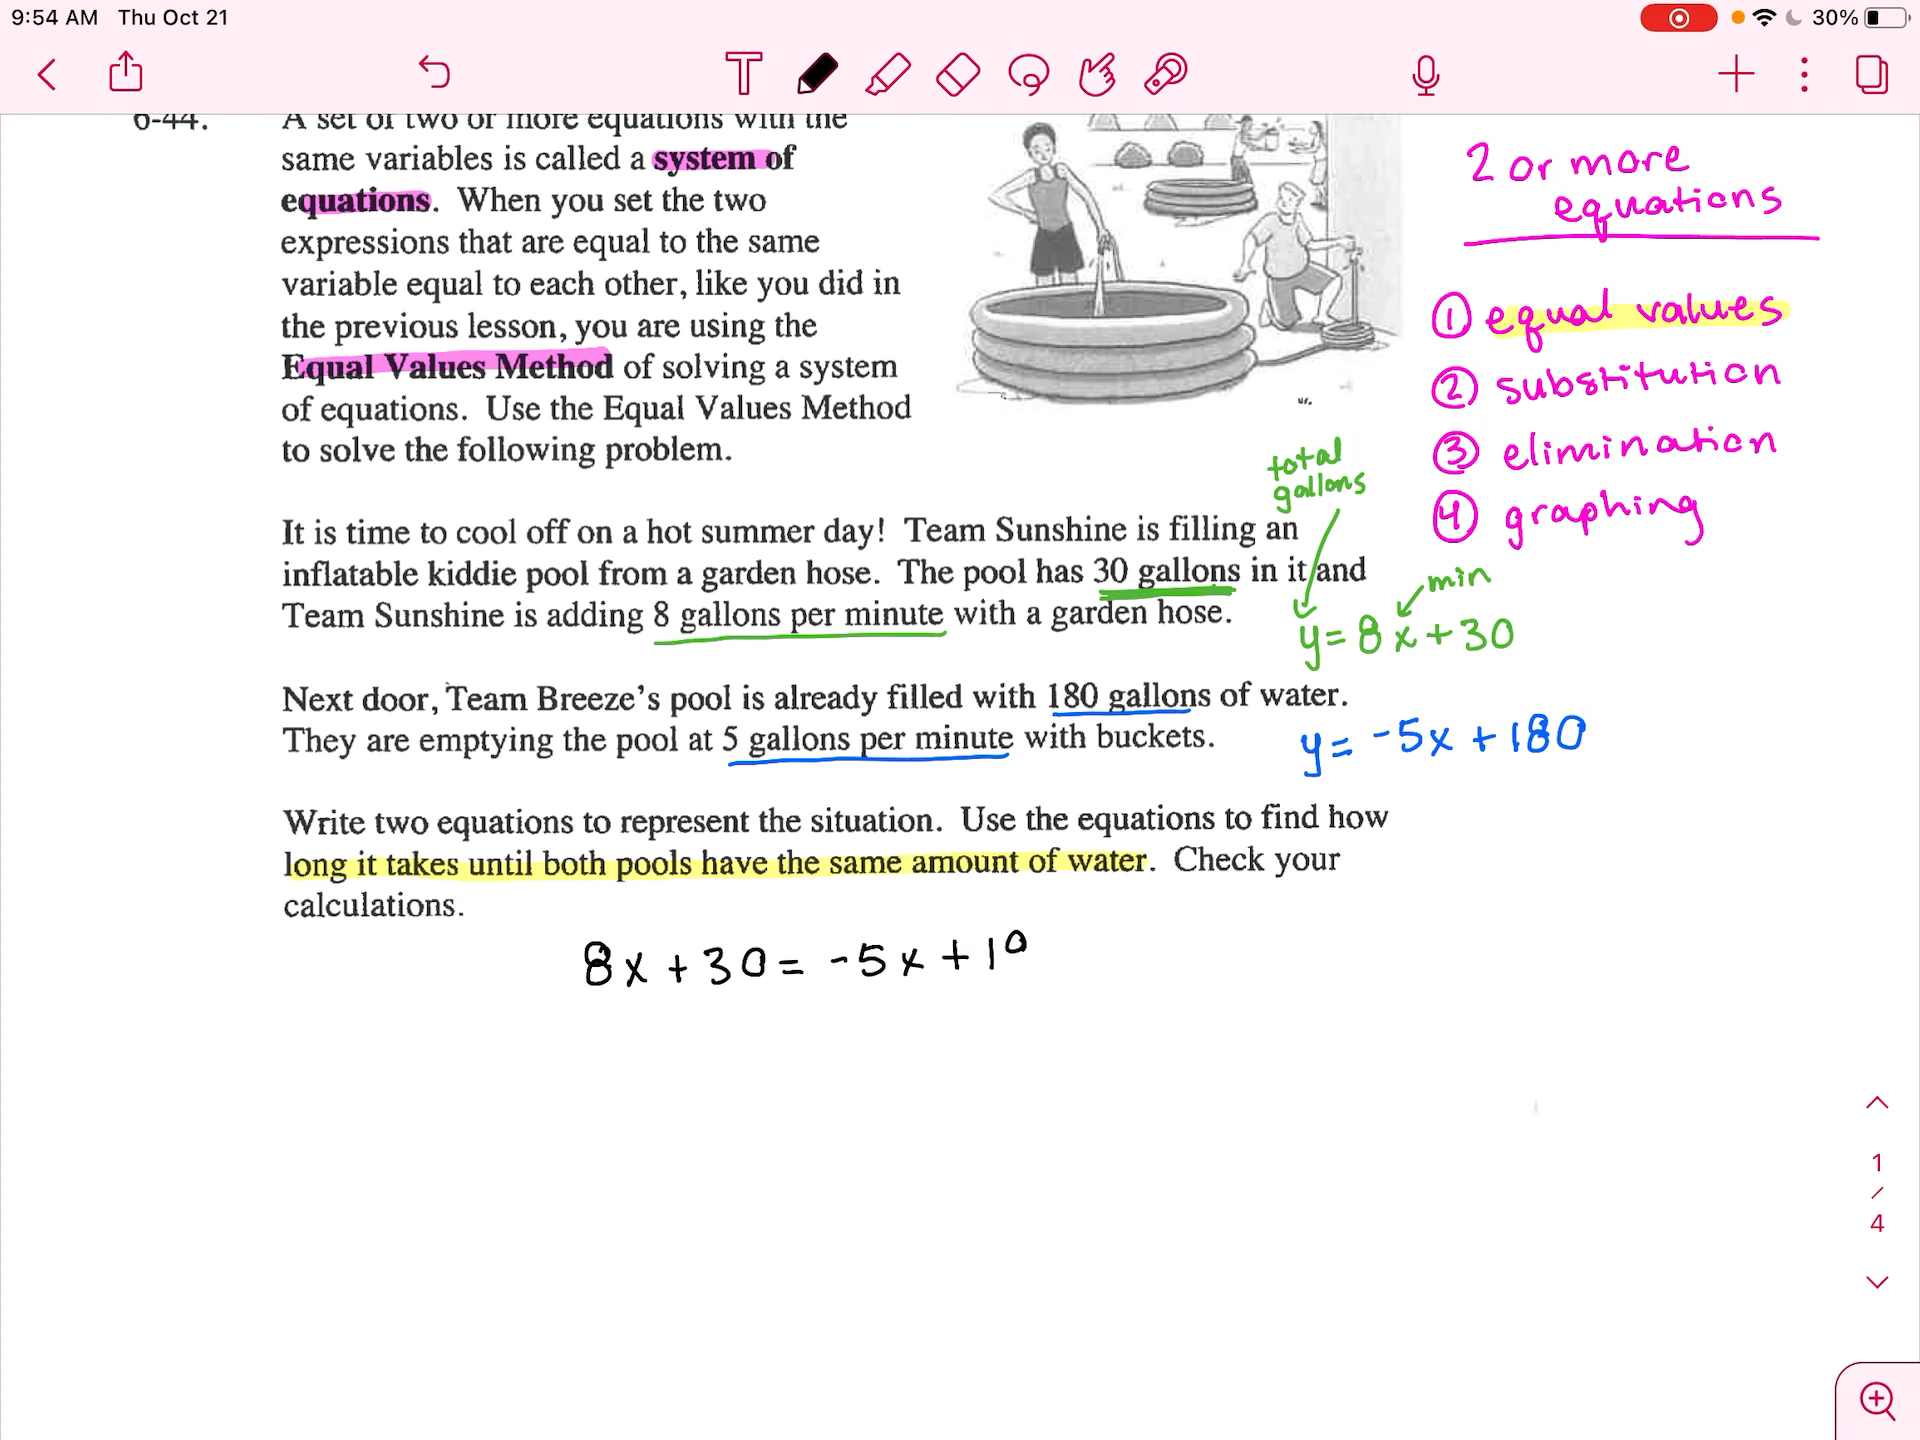 9:54 AM Thu Oct 21
30%
6-44.
A set of two or more equations with the
same variables is called a system of
equations. When you set the two
expressions that are equal to the same
variable equal to each other, like you did in
the previous lesson, you are using the
Equal Values Method of solving a system
of equations. Use the Equal Values Method
to solve the following problem.
2 or more
equations
① equal values
② substitution
③ elimination
④ graphing
total
gallons
It is time to cool off on a hot summer day! Team Sunshine is filling an
inflatable kiddie pool from a garden hose. The pool has 30 gallons in it and
Team Sunshine is adding 8 gallons per minute with a garden hose.
min
y = 8x + 30
Next door, Team Breeze's pool is already filled with 180 gallons of water.
They are emptying the pool at 5 gallons per minute with buckets.
y = -5x + 180
Write two equations to represent the situation. Use the equations to find how
long it takes until both pools have the same amount of water. Check your
calculations.
8x + 30 = -5x + 10
1
/
4